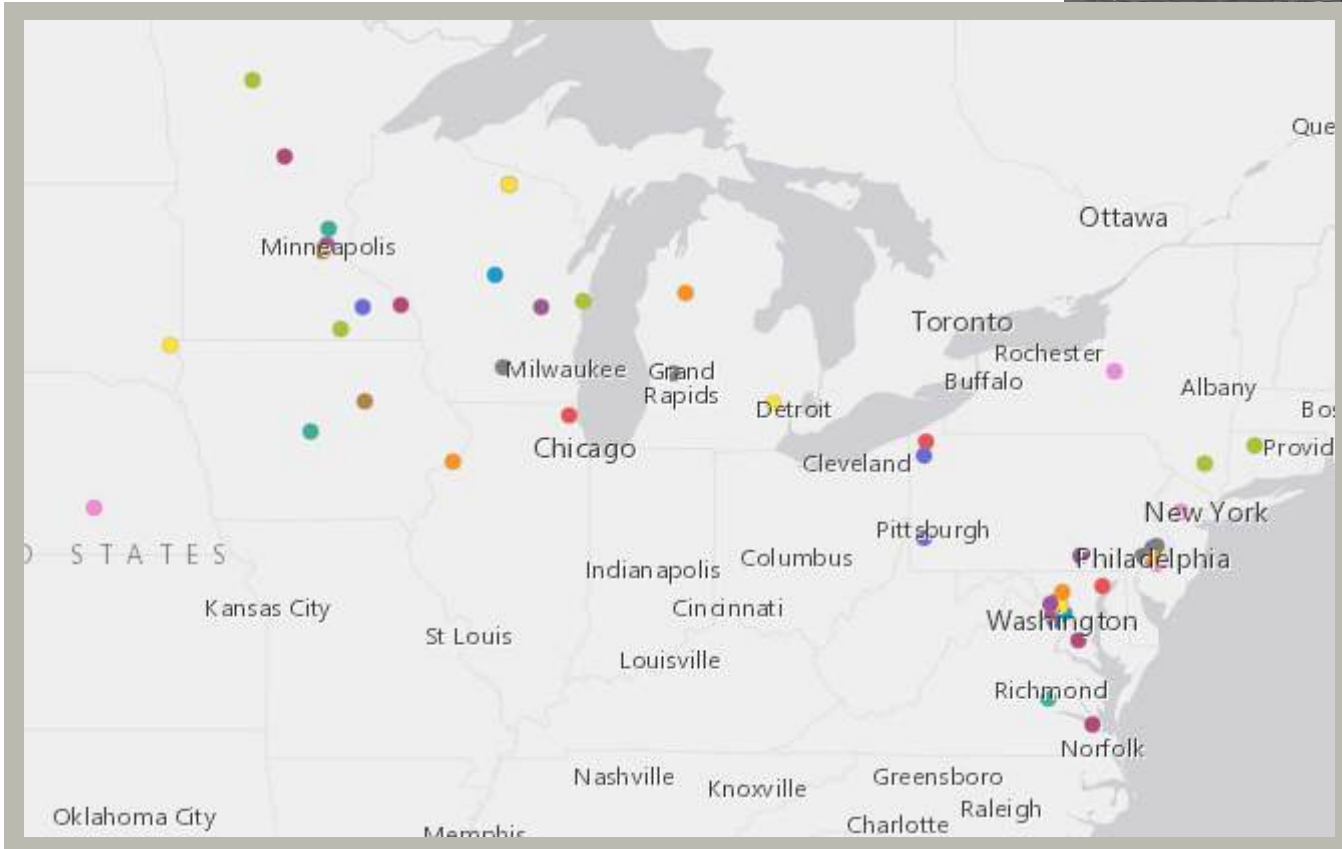 Que
Ottawa
Minneapolis
Toronto
Rochester
Milwaukee
Grand
Rapids
Buffalo
Albany
Detroit
Bos
Chicago
Cleveland
Provid
New York
Pittsburgh
D STATES
Columbus
Philadelphia
Indianapolis
Kansas City
Cincinnati
Washington
St Louis
Louisville
Richmond
Norfolk
Nashville
Knoxville
Greensboro
Raleigh
Oklahoma City
Charlotte
Memphis